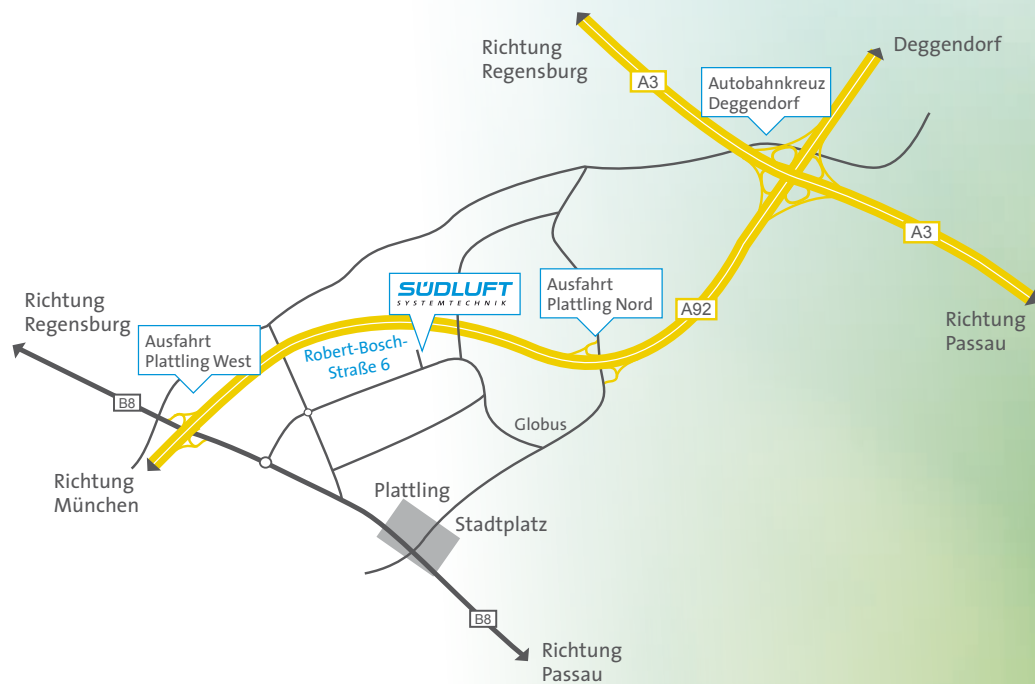 Richtung
Regensburg
A3
Autobahnkreuz
Deggendorf
Deggendorf
A3
Richtung
Passau
Ausfahrt
Plattling Nord
A92
SÜDLUFT
SYSTEMTECHNIK
Robert-Bosch-
Straße 6
Richtung
Regensburg
Ausfahrt
Plattling West
B8
Richtung
München
Globus
Plattling
Stadtplatz
B8
Richtung
Passau